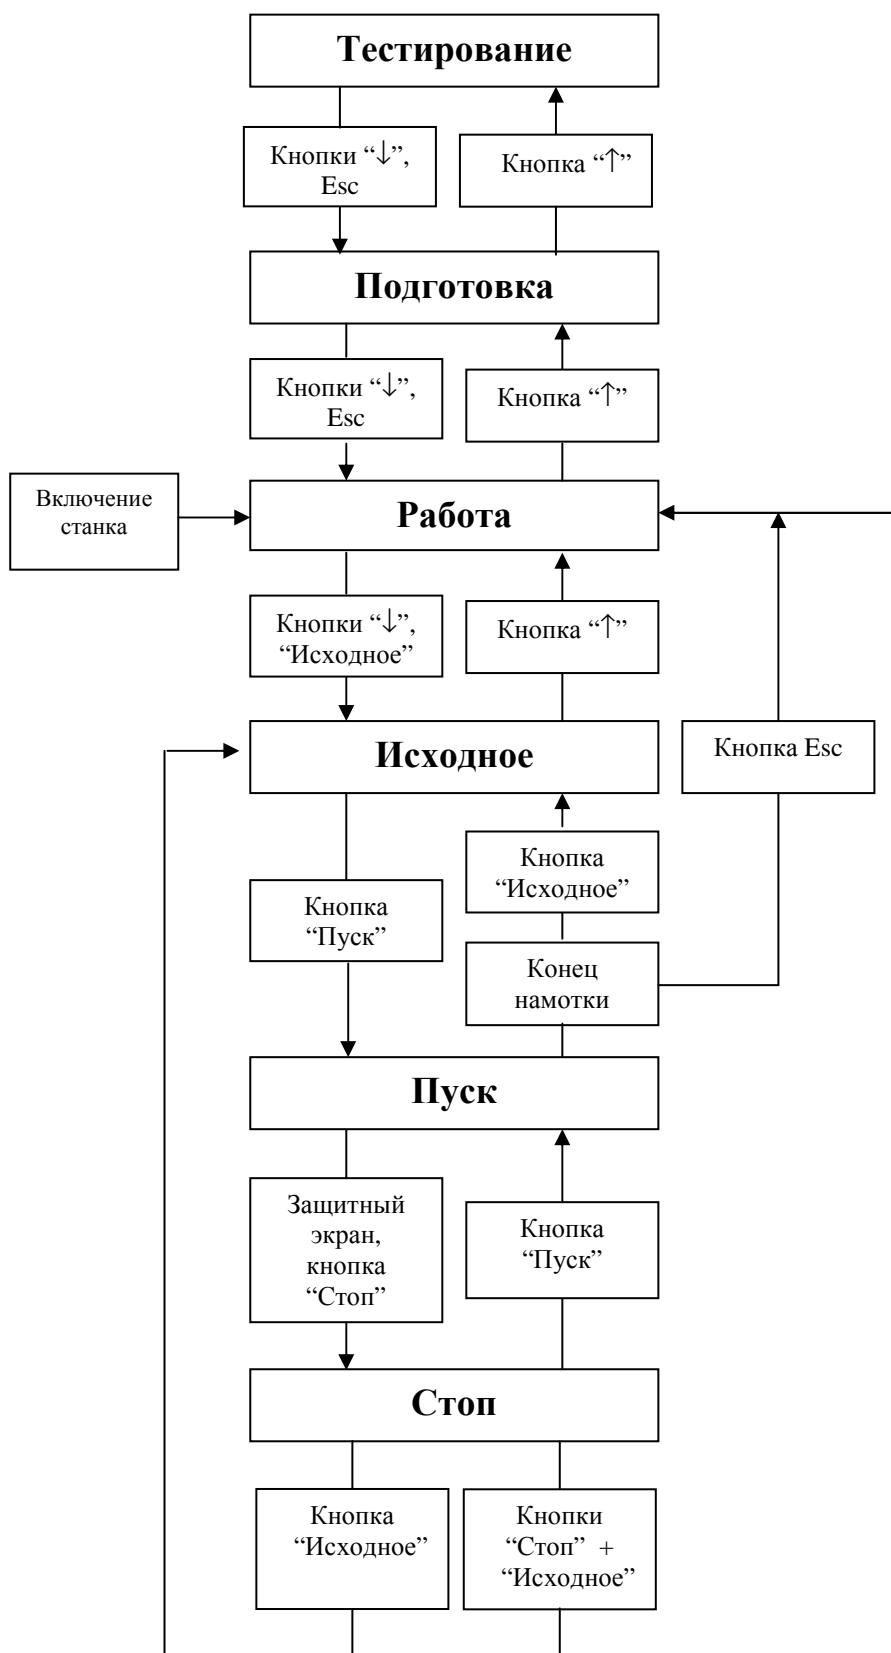 Тестирование
Кнопки “↓”,
Esc
Кнопка “↑”
Подготовка
Кнопки “↓”,
Esc
Кнопка “↑”
Включение
станка
Работа
Кнопки “↓”,
“Исходное”
Кнопка “↑”
Исходное
Кнопка Esc
Кнопка
“Исходное”
Кнопка
“Пуск”
Конец
намотки
Пуск
Защитный
экран,
кнопка
“Стоп”
Кнопка
“Пуск”
Стоп
Кнопка
“Исходное”
Кнопки
“Стоп” +
“Исходное”